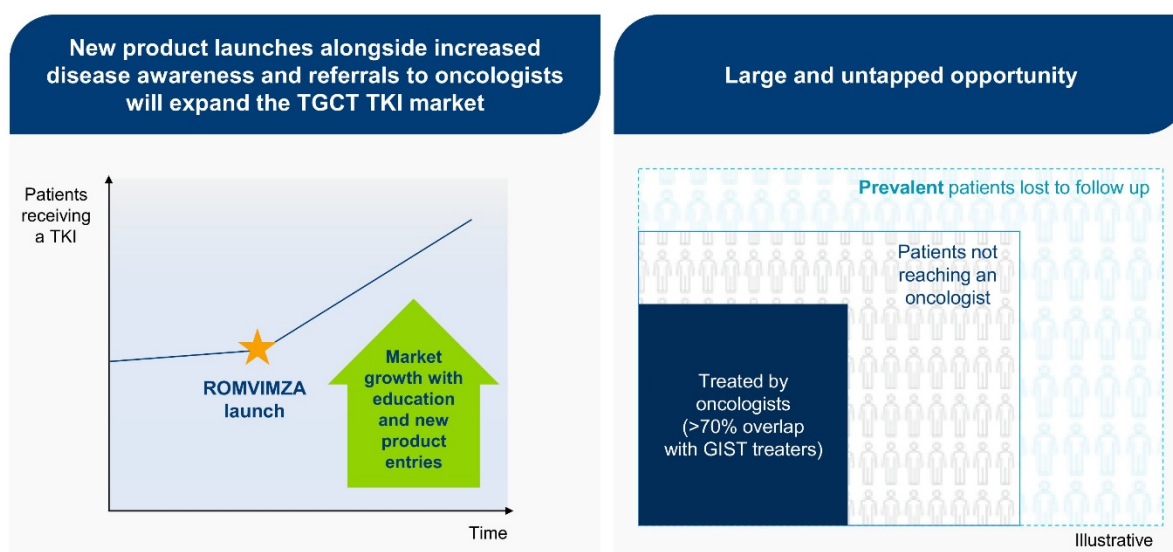 New product launches alongside increased
disease awareness and referrals to oncologists
will expand the TGCT TKI market
Patients
receiving
a TKI
ROMVIMZA
launch
Market
growth with
education
and new
product
entries
Time
Large and untapped opportunity
Prevalent patients lost to follow up
Patients not
reaching an
oncologist
Treated by
oncologists
(>70% overlap
with GIST treaters)
Illustrative